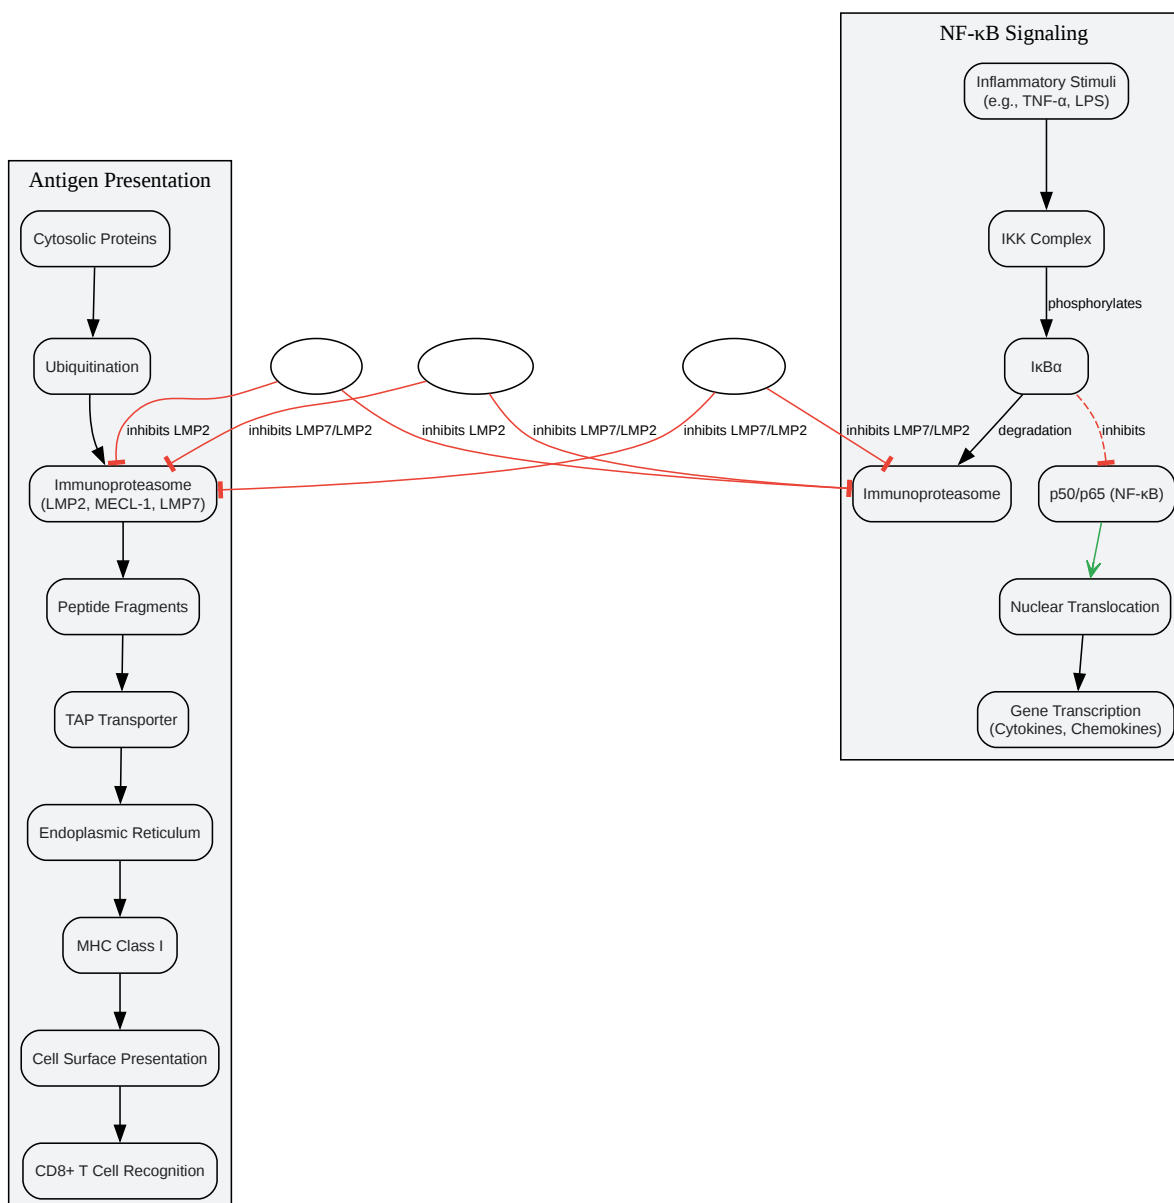 NF-κB Signaling
Inflammatory Stimuli
(e.g., TNF-α, LPS)
IKK Complex
phosphorylates
IκBα
degradation
inhibits
Immunoproteasome
p50/p65 (NF-κB)
Nuclear Translocation
Gene Transcription
(Cytokines, Chemokines)
Antigen Presentation
Cytosolic Proteins
Ubiquitination
inhibits LMP2
inhibits LMP7/LMP2
inhibits LMP2
inhibits LMP7/LMP2
inhibits LMP7/LMP2
inhibits LMP7/LMP2
Immunoproteasome
(LMP2, MECL-1, LMP7)
Peptide Fragments
TAP Transporter
Endoplasmic Reticulum
MHC Class I
Cell Surface Presentation
CD8+ T Cell Recognition